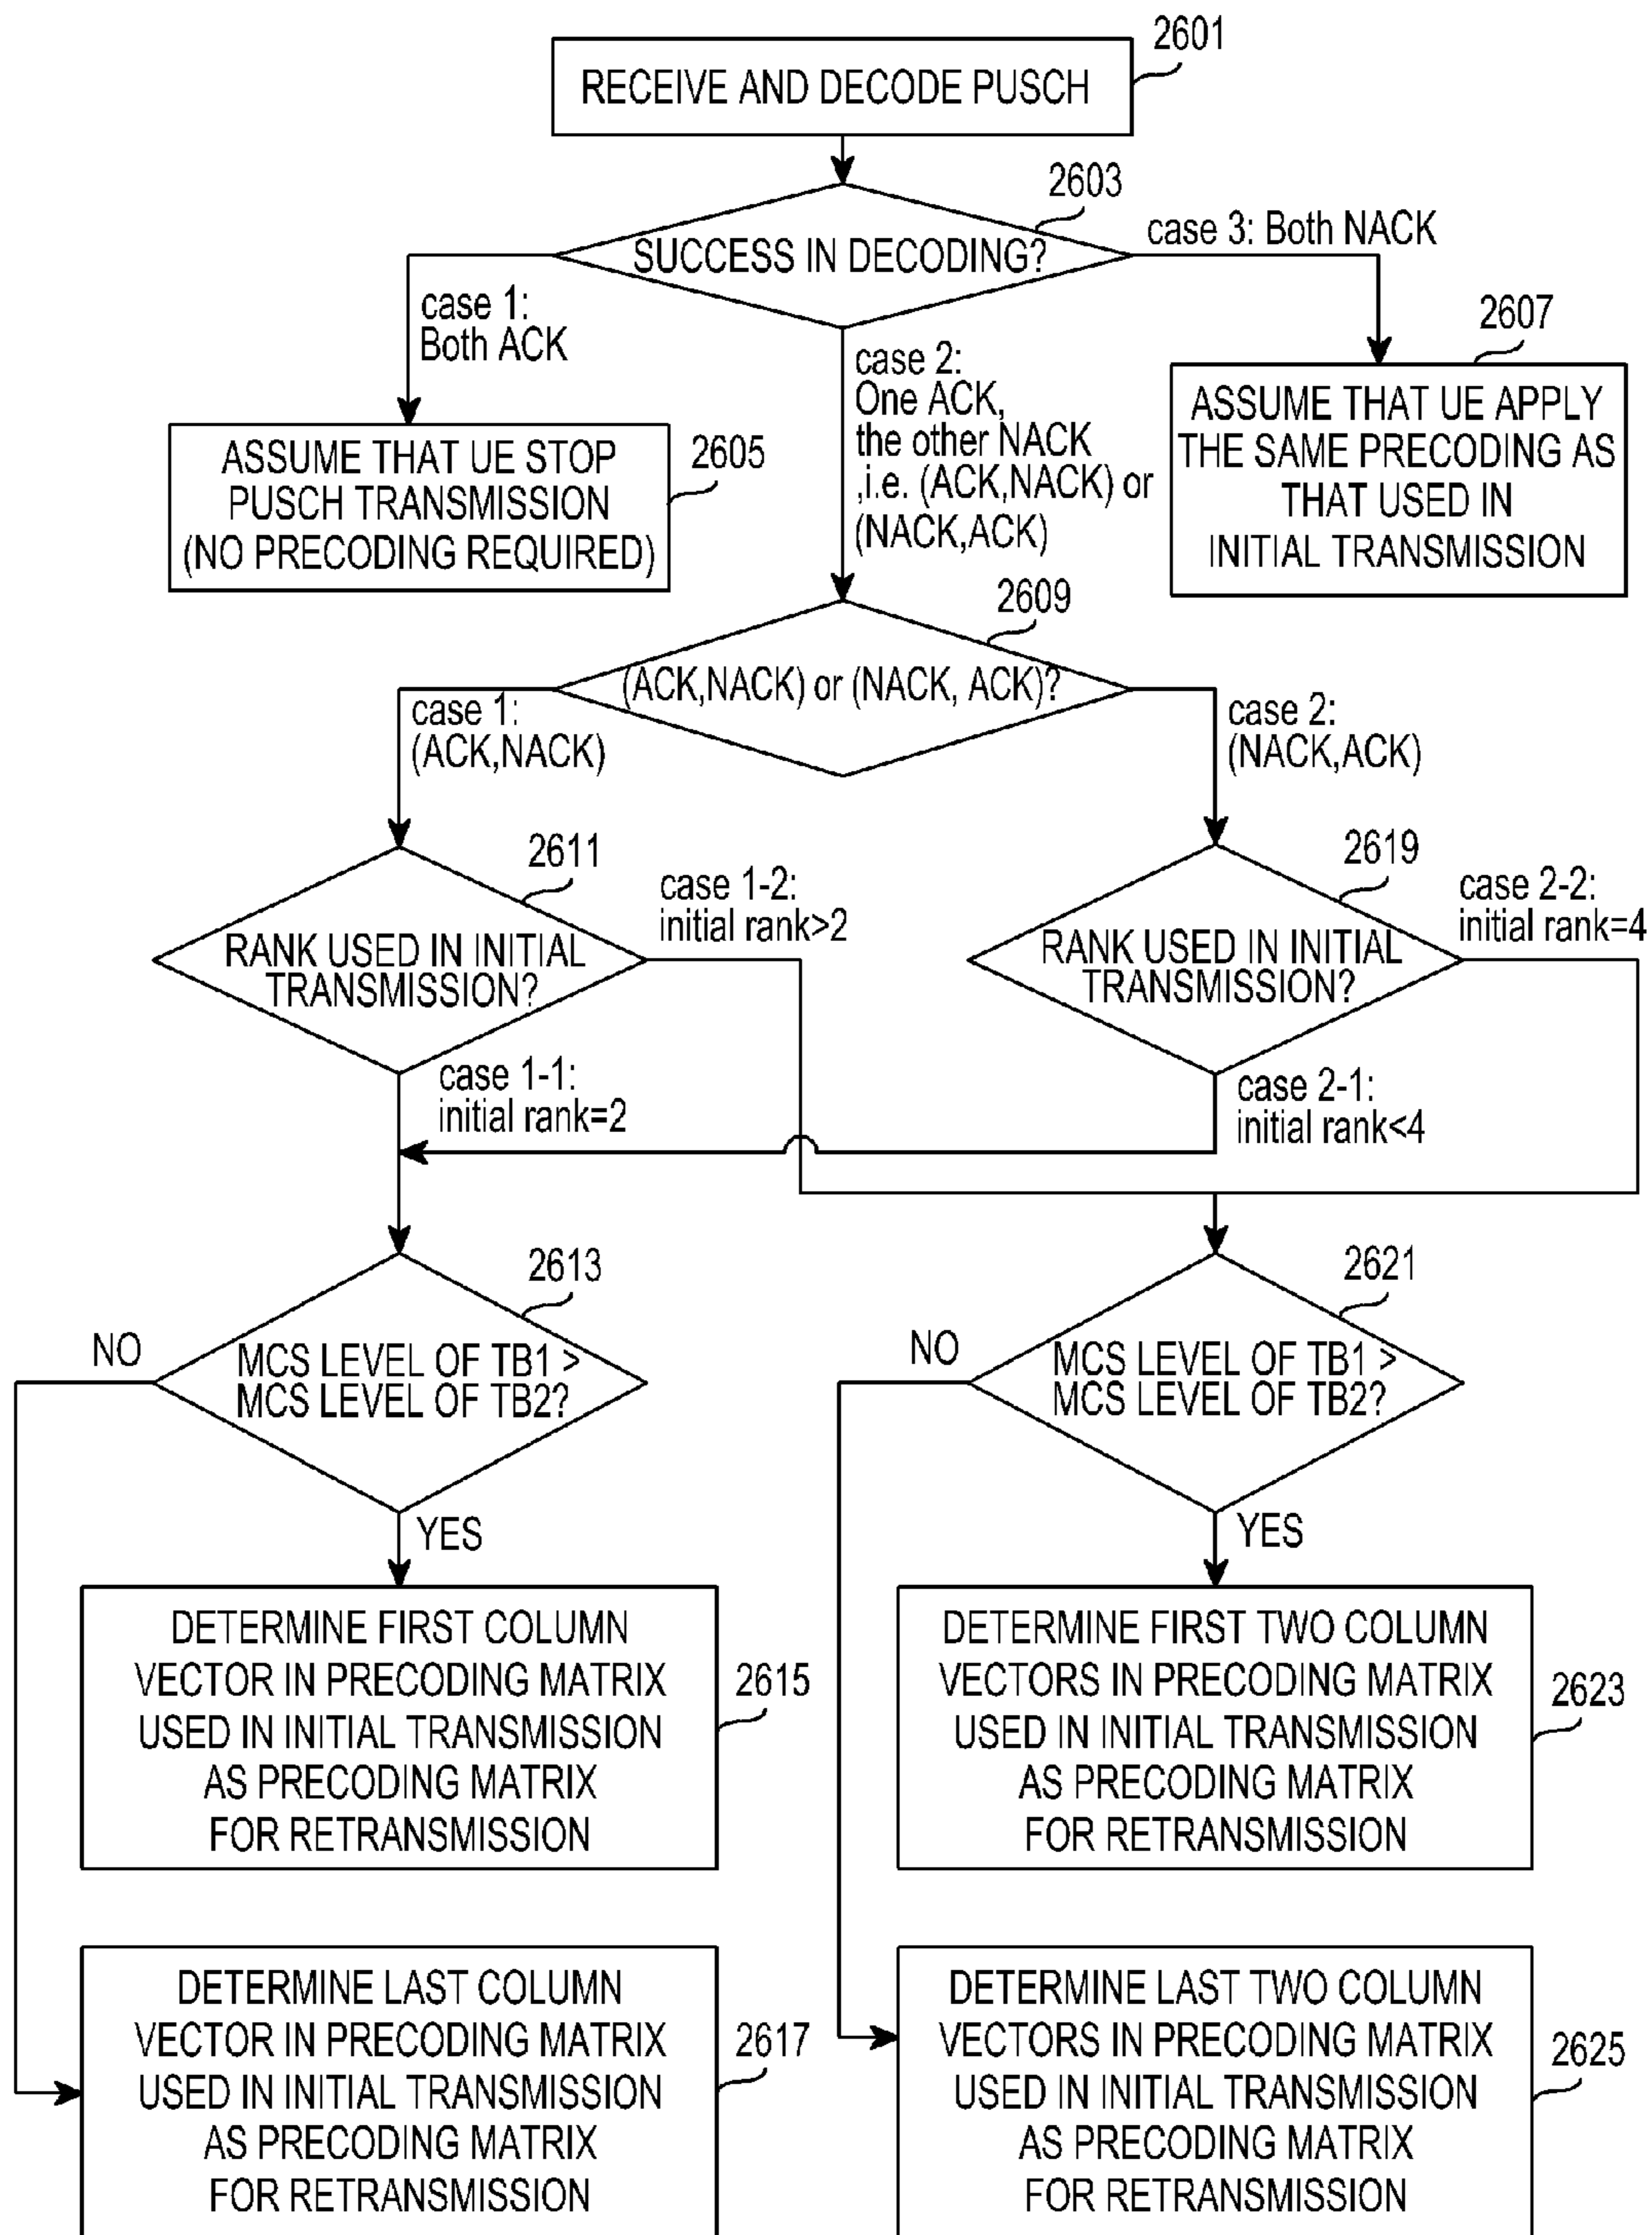 2601
RECEIVE AND DECODE PUSCH
2603
SUCCESS IN DECODING?
case 3: Both NACK
case 1:
Both ACK
case 2:
One ACK,
the other NACK
,i.e. (ACK,NACK) or
(NACK,ACK)
2607
ASSUME THAT UE APPLY
THE SAME PRECODING AS
THAT USED IN
INITIAL TRANSMISSION
2605
ASSUME THAT UE STOP
PUSCH TRANSMISSION
(NO PRECODING REQUIRED)
2609
(ACK,NACK) or (NACK, ACK)?
case 1:
(ACK,NACK)
case 2:
(NACK,ACK)
2611
RANK USED IN INITIAL
TRANSMISSION?
case 1-2:
initial rank>2
2619
RANK USED IN INITIAL
TRANSMISSION?
case 2-2:
initial rank=4
case 1-1:
initial rank=2
case 2-1:
initial rank<4
2613
NO
MCS LEVEL OF TB1 >
MCS LEVEL OF TB2?
YES
2621
NO
MCS LEVEL OF TB1 >
MCS LEVEL OF TB2?
YES
DETERMINE FIRST COLUMN
VECTOR IN PRECODING MATRIX
USED IN INITIAL TRANSMISSION
AS PRECODING MATRIX
FOR RETRANSMISSION
2615
DETERMINE FIRST TWO COLUMN
VECTORS IN PRECODING MATRIX
USED IN INITIAL TRANSMISSION
AS PRECODING MATRIX
FOR RETRANSMISSION
2623
DETERMINE LAST COLUMN
VECTOR IN PRECODING MATRIX
USED IN INITIAL TRANSMISSION
AS PRECODING MATRIX
FOR RETRANSMISSION
2617
DETERMINE LAST TWO COLUMN
VECTORS IN PRECODING MATRIX
USED IN INITIAL TRANSMISSION
AS PRECODING MATRIX
FOR RETRANSMISSION
2625